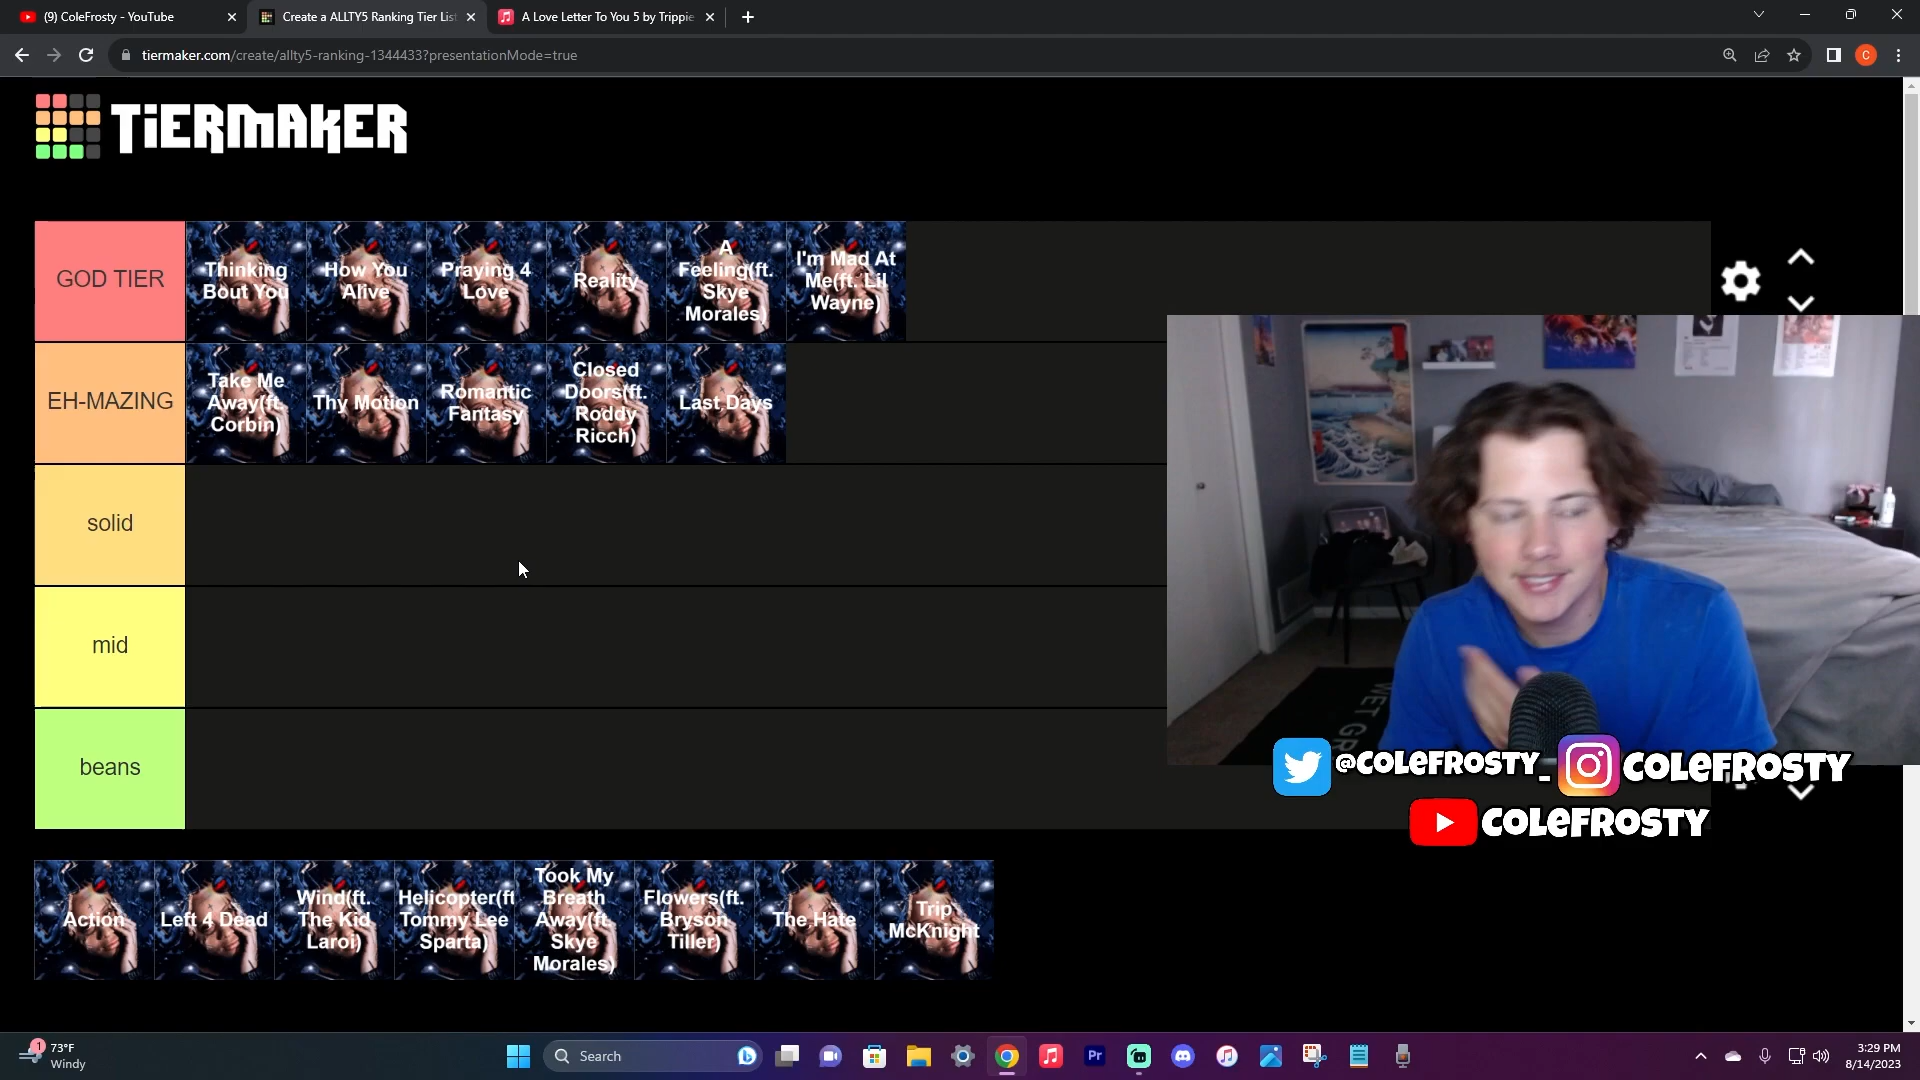 (9) ColeFrosty - YouTube
Create a ALLTY5 Ranking Tier List
A Love Letter To You 5 by Trippie
tiermaker.com/create/allty5-ranking-1344433?presentationMode=true
C
TiERMAKER
GOD TIER
Thinking
Bout You
How You
Alive
Praying 4
Love
Reality
A
Feeling(ft.
Skye
Morales)
I'm Mad At
Me(ft. Lil
Wayne)
EH-MAZING
Take Me
Away(ft.
Corbin)
Thy Motion
Romantic
Fantasy
Closed
Doors(ft.
Roddy
Ricch)
Last Days
solid
mid
beans
WET GR
@COLEFROSTY_
COLEFROSTY
COLEFROSTY
Action
Left 4 Dead
Wind(ft.
The Kid
Laroi)
Helicopter(ft
Tommy Lee
Sparta)
Took My
Breath
Away(ft.
Skye
Morales)
Flowers(ft.
Bryson
Tiller)
The Hate
Trip
McKnight
1
73°F
Windy
Search
Pr
3:29 PM
8/14/2023